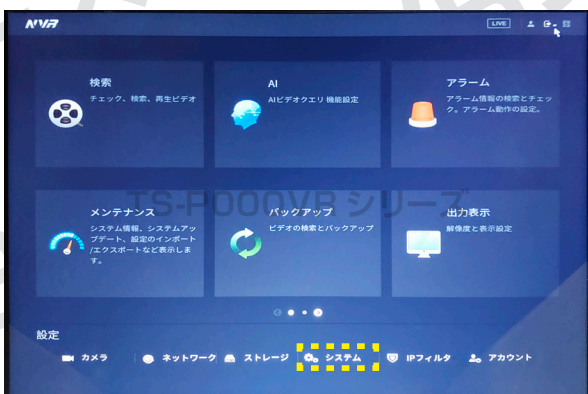 NVR
LIVE
検索
チェック、検索、再生ビデオ
AI
AIビデオクエリ 機能設定
アラーム
アラーム情報の検索とチェッ
ク。アラーム動作の設定。
TS-P000VR シリーズ
メンテナンス
システム情報、システムアッ
プデート、設定のインポート
/エクスポートなど表示しま
す。
バックアップ
ビデオの検索とバックアップ
出力表示
解像度と表示設定
設定
カメラ
ネットワーク
ストレージ
システム
IPフィルタ
アカウント